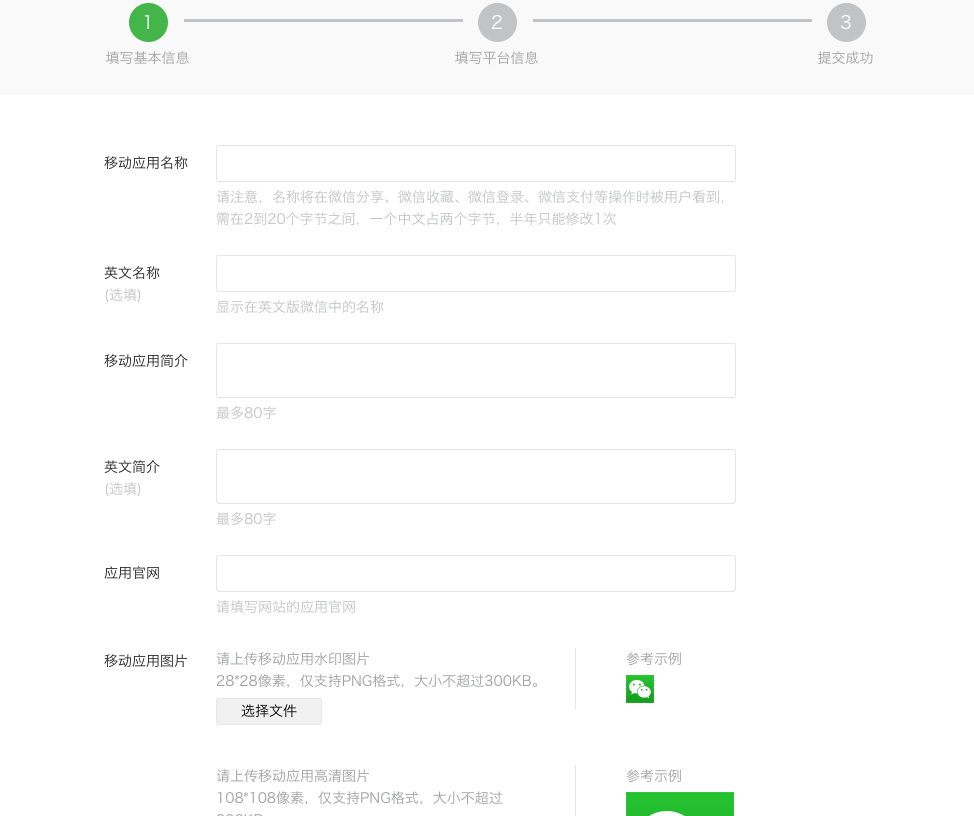 1
2
3
填写基本信息
填写平台信息
提交成功
移动应用名称
请注意，名称将在微信分享、微信收藏、微信登录、微信支付等操作时被用户看到，
需在2到20个字节之间，一个中文占两个字节，半年只能修改1次
英文名称
(选填)
显示在英文版微信中的名称
移动应用简介
最多80字
英文简介
(选填)
最多80字
应用官网
请填写网站的应用官网
移动应用图片
请上传移动应用水印图片
28*28像素，仅支持PNG格式，大小不超过300KB。
选择文件
参考示例
请上传移动应用高清图片
108*108像素，仅支持PNG格式，大小不超过
参考示例